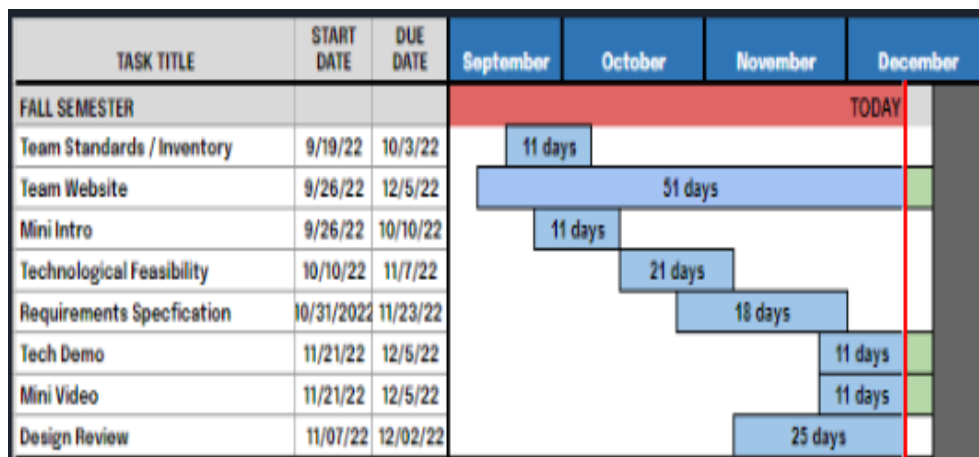 TASK TITLE START DATE DUE DATE September October November December
FALL SEMESTER TODAY
Team Standards / Inventory 9/19/22 10/3/22 11 days
Team Website 9/26/22 12/5/22 51 days
Mini Intro 9/26/22 10/10/22 11 days
Technological Feasibility 10/10/22 11/7/22 21 days
Requirements Specfication 10/31/2022 11/23/22 18 days
Tech Demo 11/21/22 12/5/22 11 days
Mini Video 11/21/22 12/5/22 11 days
Design Review 11/07/22 12/02/22 25 days